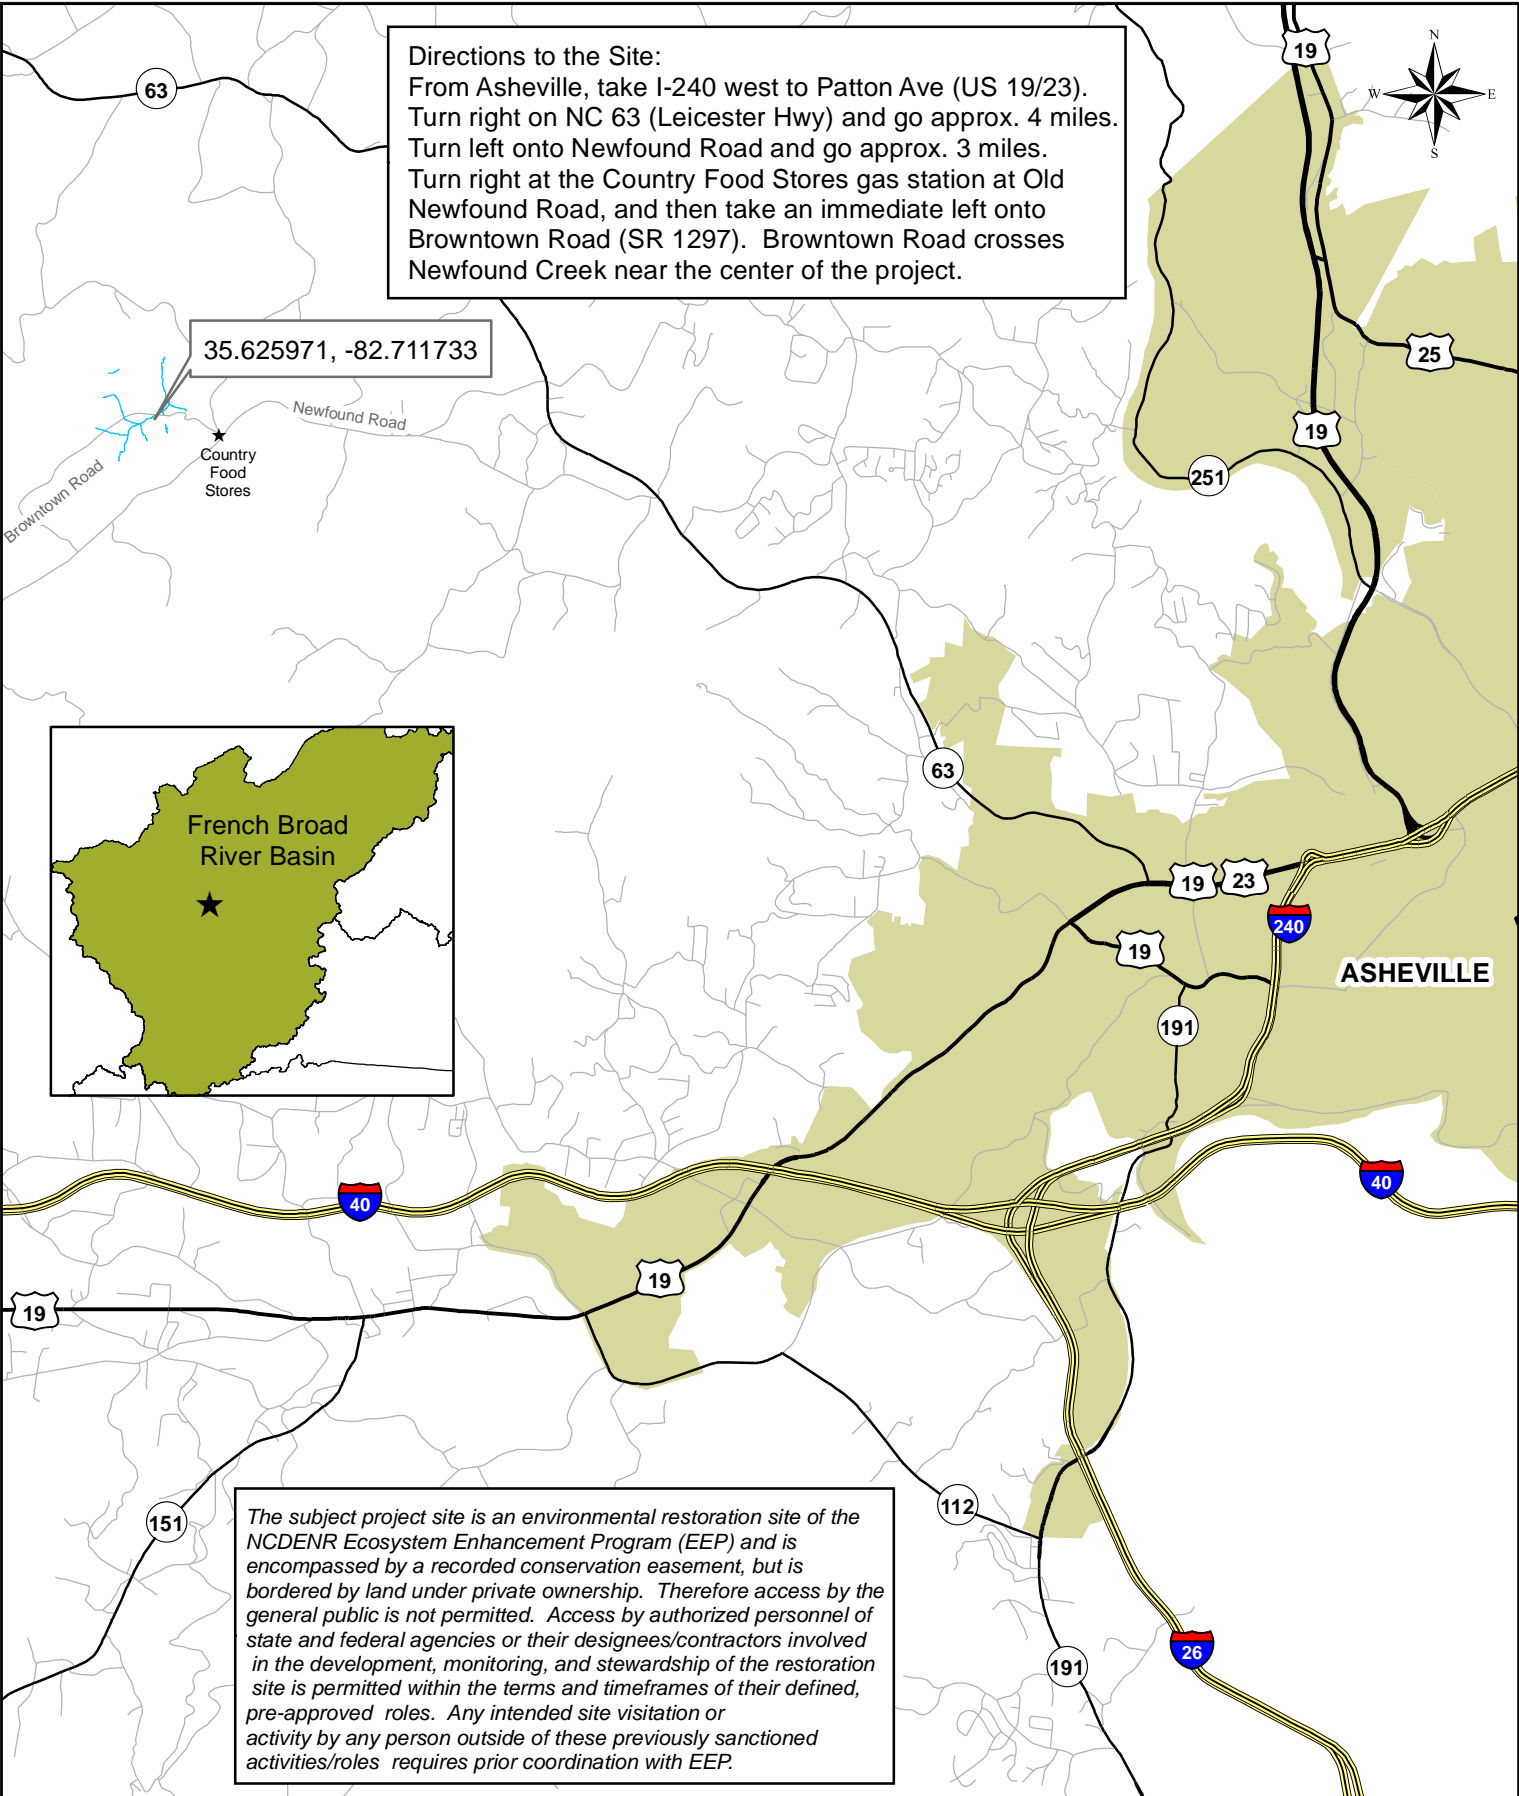 Directions to the Site:
From Asheville, take I-240 west to Patton Ave (US 19/23).
Turn right on NC 63 (Leicester Hwy) and go approx. 4 miles.
Turn left onto Newfound Road and go approx. 3 miles.
Turn right at the Country Food Stores gas station at Old
Newfound Road, and then take an immediate left onto
Browntown Road (SR 1297).  Browntown Road crosses
Newfound Creek near the center of the project.
N
W
E
S
19
63
35.625971, -82.711733
25
Newfound Road
19
Country
Food
Stores
251
Browntown Road
63
French Broad
River Basin
19
23
240
19
ASHEVILLE
191
40
40
19
19
151
112
The subject project site is an environmental restoration site of the
NCDENR Ecosystem Enhancement Program (EEP) and is
encompassed by a recorded conservation easement, but is
bordered by land under private ownership.  Therefore access by the
general public is not permitted.  Access by authorized personnel of
state and federal agencies or their designees/contractors involved
in the development, monitoring, and stewardship of the restoration
site is permitted within the terms and timeframes of their defined,
pre-approved  roles.  Any intended site visitation or
activity by any person outside of these previously sanctioned
activities/roles  requires prior coordination with EEP.
26
191